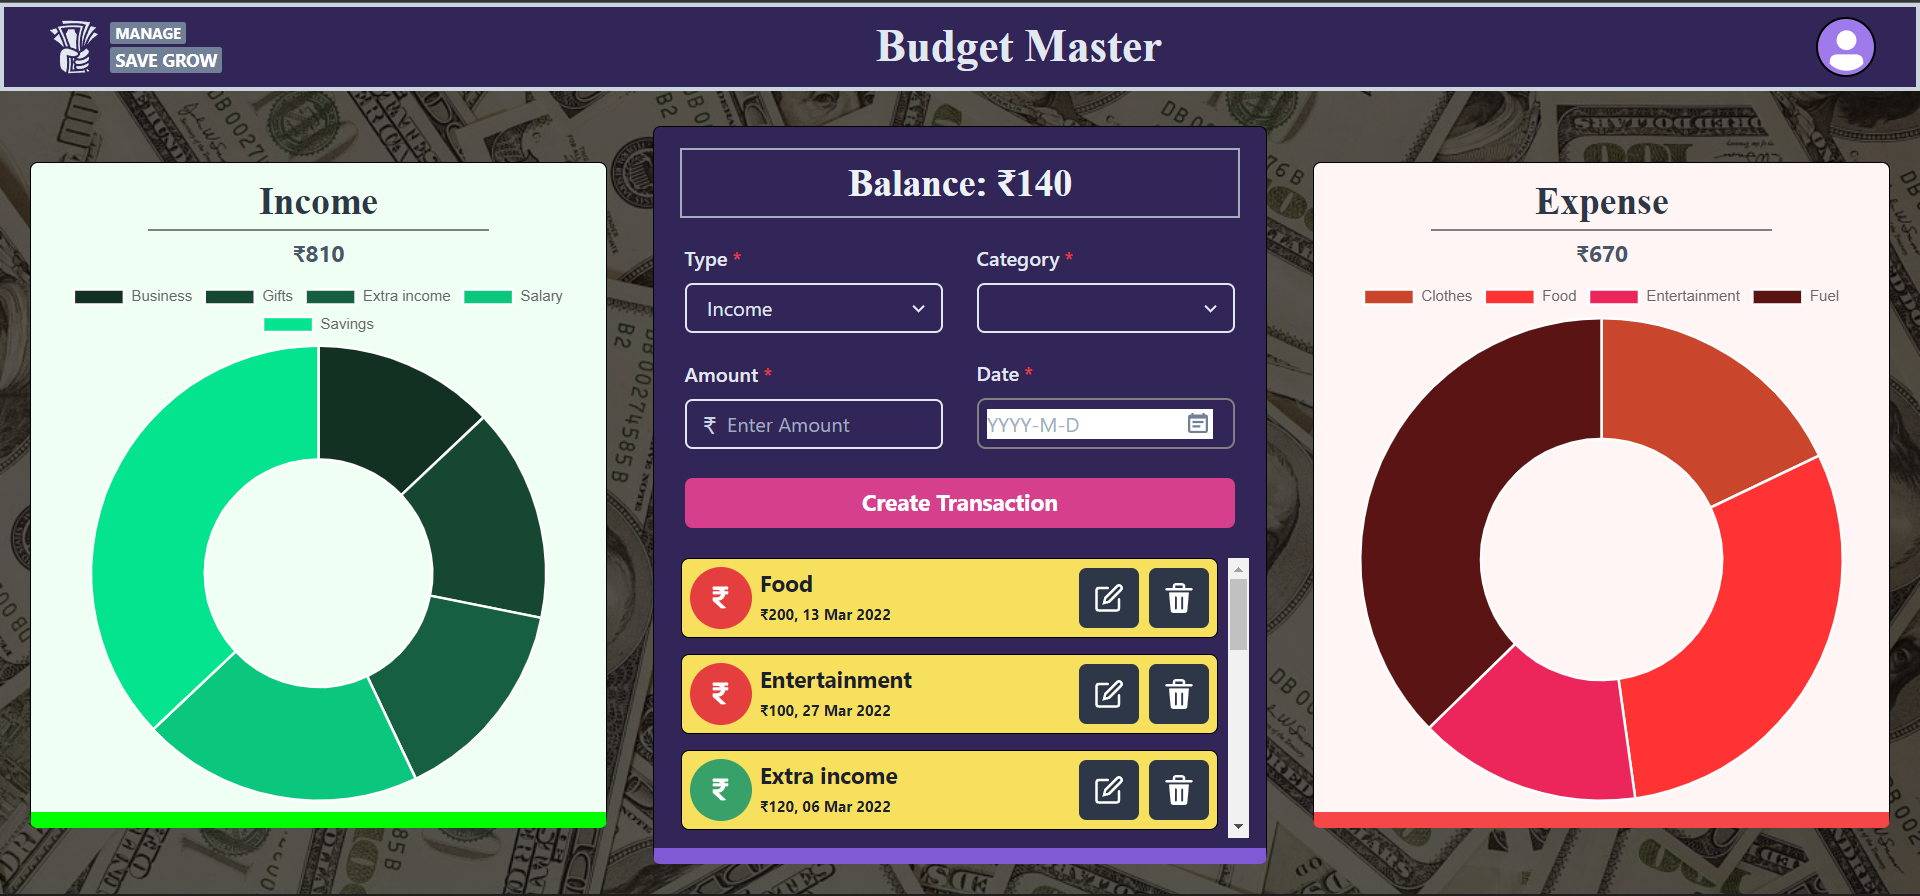 MANAGE
SAVE GROW
Budget Master
Income
₹810
Business Gifts Extra income Salary
Savings
Balance: ₹140
Type *
Category *
Income
Amount *
Date *
₹ Enter Amount
YYYY-M-D
Create Transaction
₹
Food
₹200, 13 Mar 2022
₹
Entertainment
₹100, 27 Mar 2022
₹
Extra income
₹120, 06 Mar 2022
Expense
₹670
Clothes Food Entertainment Fuel